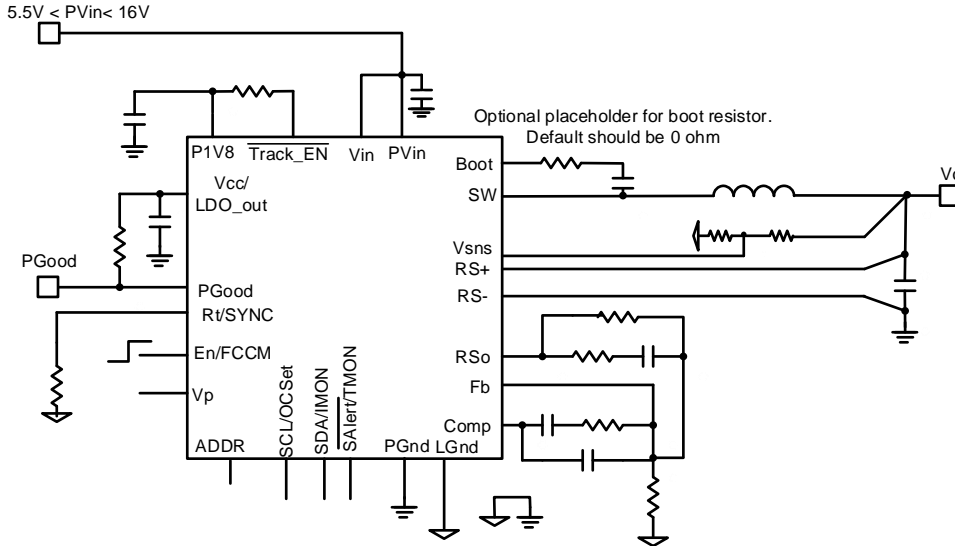 5.5V < PVin< 16V
Optional placeholder for boot resistor.
Default should be 0 ohm
P1V8
Track_EN
Vin
PVin
Boot
Vcc/
LDO_out
SW
Vo
Vsns
RS+
PGood
PGood
RS-
Rt/SYNC
En/FCCM
RSo
Fb
Vp
Comp
ADDR
SCL/OCSet
SDA/IMON
SAlert/TMON
PGnd
LGnd